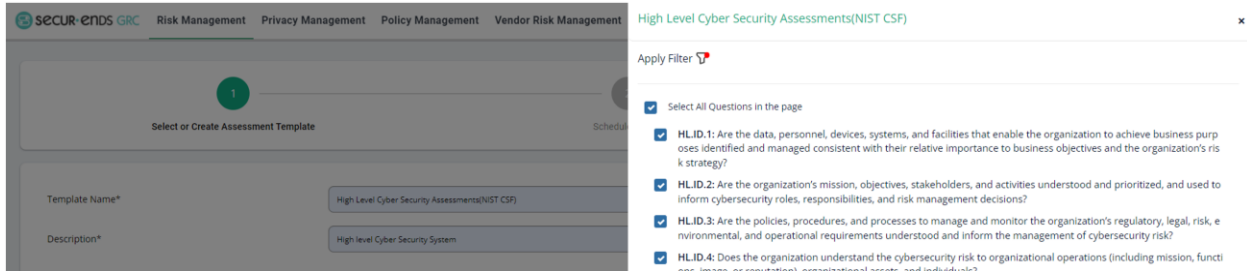 SECUR-ENDS GRC Risk Management Privacy Management Policy Management Vendor Risk Management
1
Select or Create Assessment Template
Schedul
Template Name*
High Level Cyber Security Assessments(NIST CSF)
Description*
High level Cyber Security System
High Level Cyber Security Assessments(NIST CSF)
×
Apply Filter
Select All Questions in the page
HL.ID.1: Are the data, personnel, devices, systems, and facilities that enable the organization to achieve business purp
oses identified and managed consistent with their relative importance to business objectives and the organization's ris
k strategy?
HL.ID.2: Are the organization's mission, objectives, stakeholders, and activities understood and prioritized, and used to
inform cybersecurity roles, responsibilities, and risk management decisions?
HL.ID.3: Are the policies, procedures, and processes to manage and monitor the organization's regulatory, legal, risk, e
nvironmental, and operational requirements understood and inform the management of cybersecurity risk?
HL.ID.4: Does the organization understand the cybersecurity risk to organizational operations (including mission, functi
ons, image, or reputation), organizational assets, and individuals?